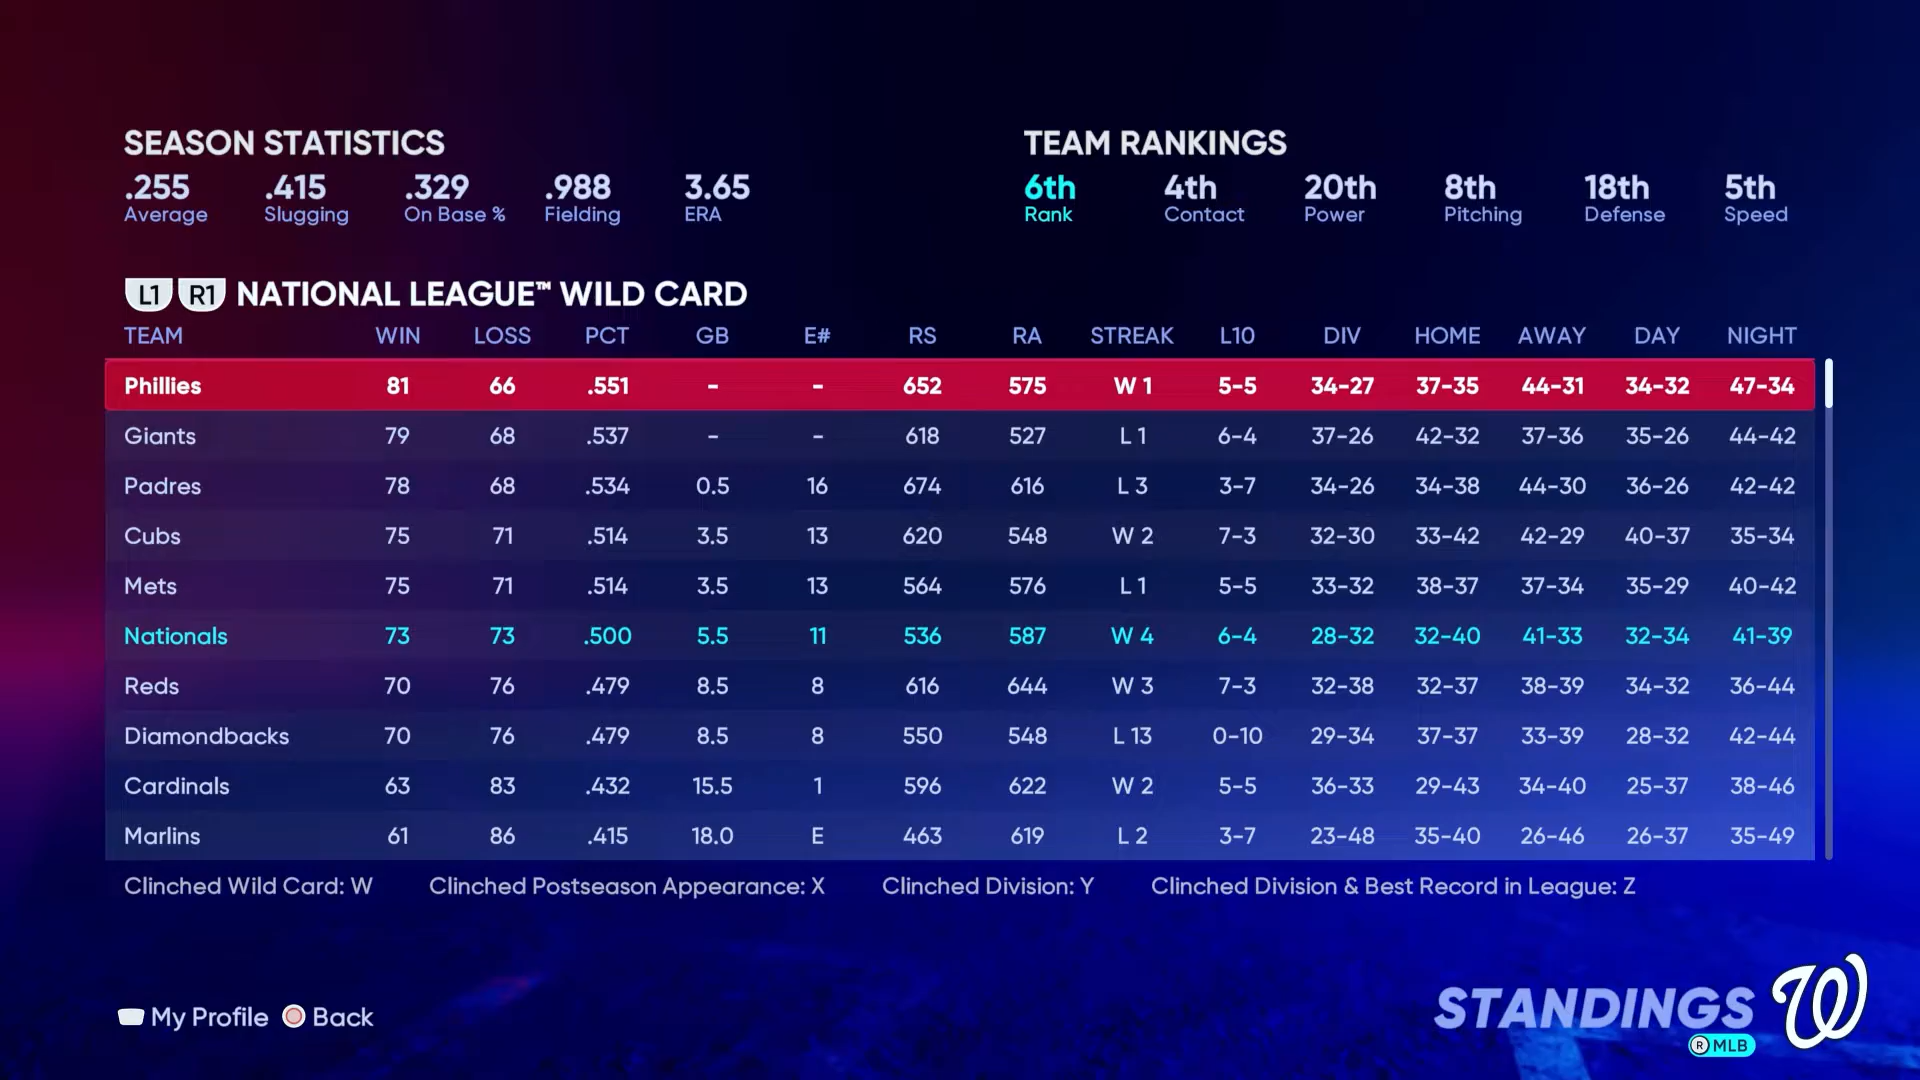 SEASON STATISTICS
.255 .415 .329 .988 3.65
Average Slugging On Base % Fielding ERA
TEAM RANKINGS
6th 4th 20th 8th 18th 5th
Rank Contact Power Pitching Defense Speed
L1 R1 NATIONAL LEAGUE™ WILD CARD
TEAM WIN LOSS PCT GB E# RS RA STREAK L10 DIV HOME AWAY DAY NIGHT
Phillies 81 66 .551 - - 652 575 W 1 5-5 34-27 37-35 44-31 34-32 47-34
Giants 79 68 .537 - - 618 527 L 1 6-4 37-26 42-32 37-36 35-26 44-42
Padres 78 68 .534 0.5 16 674 616 L 3 3-7 34-26 34-38 44-30 36-26 42-42
Cubs 75 71 .514 3.5 13 620 548 W 2 7-3 32-30 33-42 42-29 40-37 35-34
Mets 75 71 .514 3.5 13 564 576 L 1 5-5 33-32 38-37 37-34 35-29 40-42
Nationals 73 73 .500 5.5 11 536 587 W 4 6-4 28-32 32-40 41-33 32-34 41-39
Reds 70 76 .479 8.5 8 616 644 W 3 7-3 32-38 32-37 38-39 34-32 36-44
Diamondbacks 70 76 .479 8.5 8 550 548 L 13 0-10 29-34 37-37 33-39 28-32 42-44
Cardinals 63 83 .432 15.5 1 596 622 W 2 5-5 36-33 29-43 34-40 25-37 38-46
Marlins 61 86 .415 18.0 E 463 619 L 2 3-7 23-48 35-40 26-46 26-37 35-49
Clinched Wild Card: W Clinched Postseason Appearance: X Clinched Division: Y Clinched Division & Best Record in League: Z
My Profile Back
STANDINGS W
R MLB